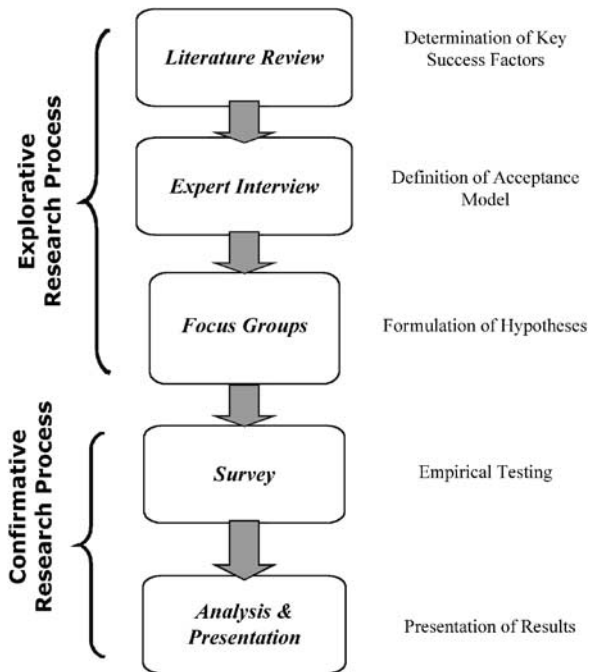 Explorative
Research Process
Literature Review
Determination of Key
Success Factors
Expert Interview
Definition of Acceptance
Model
Focus Groups
Formulation of Hypotheses
Confirmative
Research Process
Survey
Empirical Testing
Analysis &
Presentation
Presentation of Results